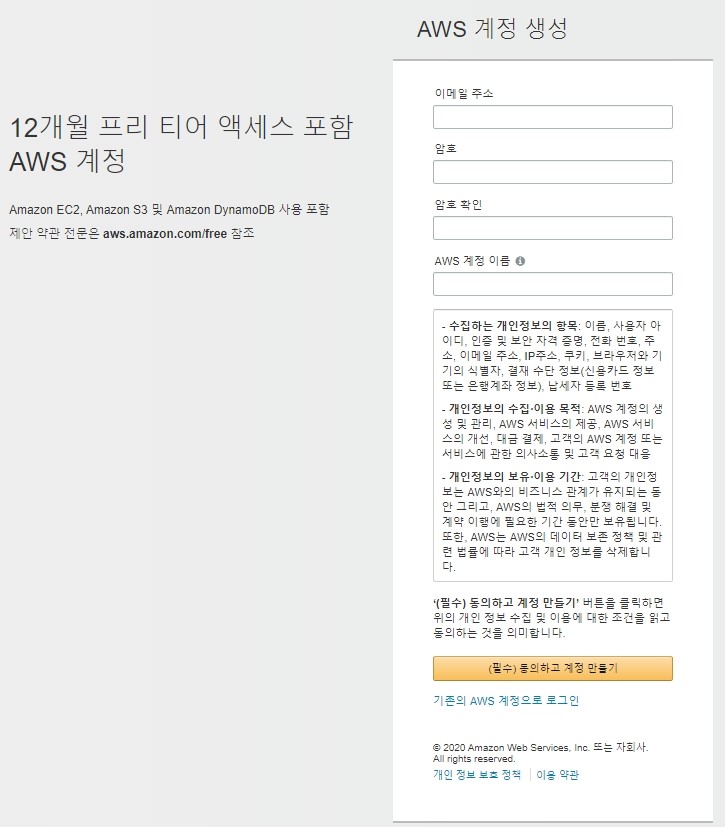 AWS 계정 생성
12개월 프리 티어 액세스 포함
AWS 계정
Amazon EC2, Amazon S3 및 Amazon DynamoDB 사용 포함
제안 약관 전문은 aws.amazon.com/free 참조
이메일 주소
암호
암호 확인
AWS 계정 이름
- 수집하는 개인정보의 항목: 이름, 사용자 아
이디, 인증 및 보안 자격 증명, 전화 번호, 주
소, 이메일 주소, IP주소, 쿠키, 브라우저와 기
기의 식별자, 결재 수단 정보(신용카드 정보
또는 은행계좌 정보), 납세자 등록 번호
- 개인정보의 수집·이용 목적: AWS 계정의 생
성 및 관리, AWS 서비스의 제공, AWS 서비
스의 개선, 대금 결제, 고객의 AWS 계정 또는
서비스에 관한 의사소통 및 고객 요청 대응
- 개인정보의 보유·이용 기간: 고객의 개인정
보는 AWS와의 비즈니스 관계가 유지되는 동
안 그리고, AWS의 법적 의무, 분쟁 해결 및
계약 이행에 필요한 기간 동안만 보유됩니다.
또한, AWS는 AWS의 데이터 보존 정책 및 관
련 법률에 따라 고객 개인 정보를 삭제합니
다.
‘(필수) 동의하고 계정 만들기’ 버튼을 클릭하면
위의 개인 정보 수집 및 이용에 대한 조건을 읽고
동의하는 것을 의미합니다.
(필수) 동의하고 계정 만들기
기존의 AWS 계정으로 로그인
© 2020 Amazon Web Services, Inc. 또는 자회사.
All rights reserved.
개인 정보 보호 정책 | 이용 약관